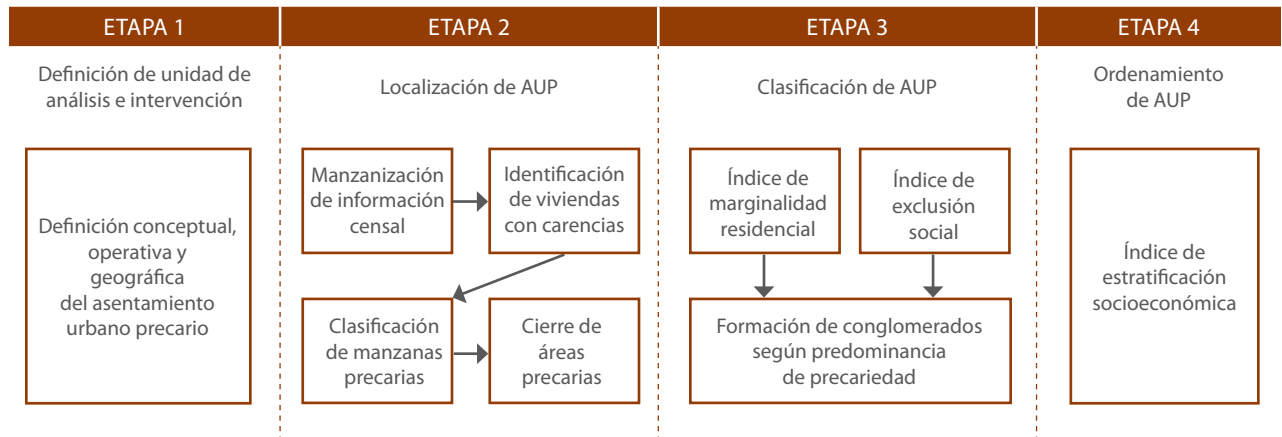 ETAPA 1
Definición de unidad de
análisis e intervención
Definición conceptual,
operativa y
geográfica
del asentamiento
urbano precario
ETAPA 2
Localización de AUP
Manzanización
de información
censal
Identificación
de viviendas
con carencias
Clasificación
de manzanas
precarias
Cierre de
áreas
precarias
ETAPA 3
Clasificación de AUP
Índice de
marginalidad
residencial
Índice de
exclusión
social
Formación de conglomerados
según predominancia
de precariedad
ETAPA 4
Ordenamiento
de AUP
Índice de
estratificación
socioeconómica